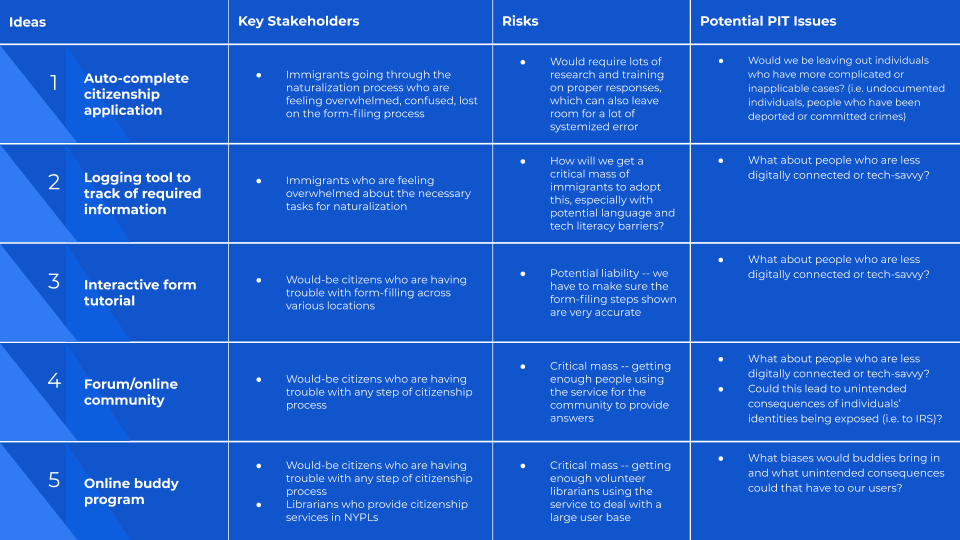 Ideas
Key Stakeholders
Risks
Potential PIT Issues
1
Auto-complete
citizenship
application
● Immigrants going through the
naturalization process who are
feeling overwhelmed, confused, lost
on the form-filing process
● Would require lots of
research and training
on proper responses,
which can also leave
room for a lot of
systemized error
● Would we be leaving out individuals
who have more complicated or
inapplicable cases? (i.e. undocumented
individuals, people who have been
deported or committed crimes)
2
Logging tool to
track of required
information
● Immigrants who are feeling
overwhelmed about the necessary
tasks for naturalization
● How will we get a
critical mass of
immigrants to adopt
this, especially with
potential language and
tech literacy barriers?
● What about people who are less
digitally connected or tech-savvy?
3
Interactive form
tutorial
● Would-be citizens who are having
trouble with form-filling across
various locations
● Potential liability -- we
have to make sure the
form-filing steps shown
are very accurate
● What about people who are less
digitally connected or tech-savvy?
4
Forum/online
community
● Would-be citizens who are having
trouble with any step of citizenship
process
● Critical mass -- getting
enough people using
the service for the
community to provide
answers
● What about people who are less
digitally connected or tech-savvy?
● Could this lead to unintended
consequences of individuals’
identities being exposed (i.e. to IRS)?
5
Online buddy
program
● Would-be citizens who are having
trouble with any step of citizenship
process
● Librarians who provide citizenship
services in NYPLs
● Critical mass -- getting
enough volunteer
librarians using the
service to deal with a
large user base
● What biases would buddies bring in
and what unintended consequences
could that have to our users?